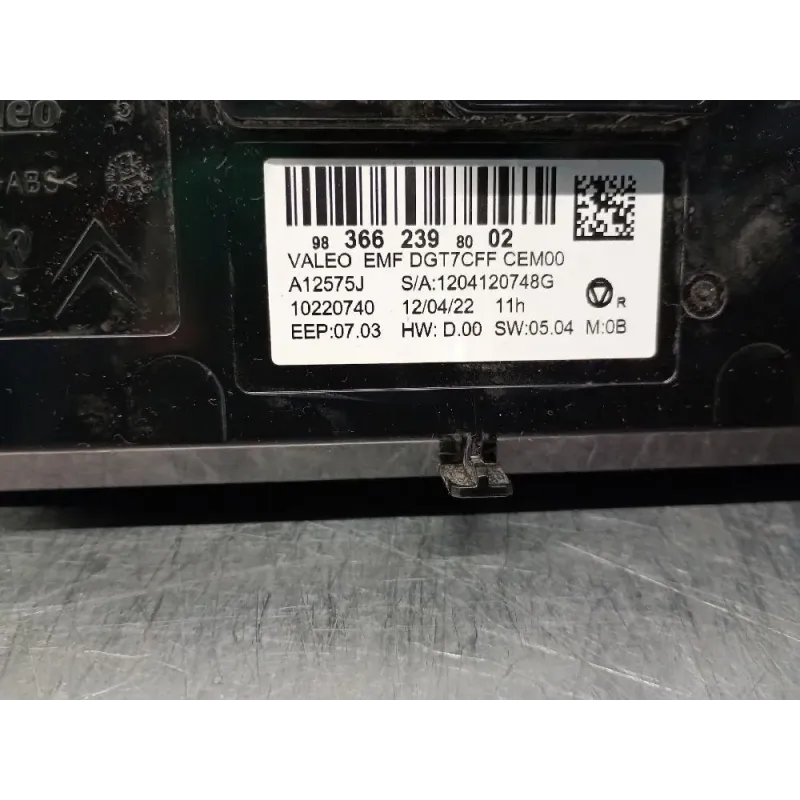 98 366 239 80 02
VALEO EMF DGT7CFF CEM00
A12575J S/A:1204120748G
10220740 12/04/22 11h
R
EEP:07.03 HW: D.00 SW:05.04 M:0B